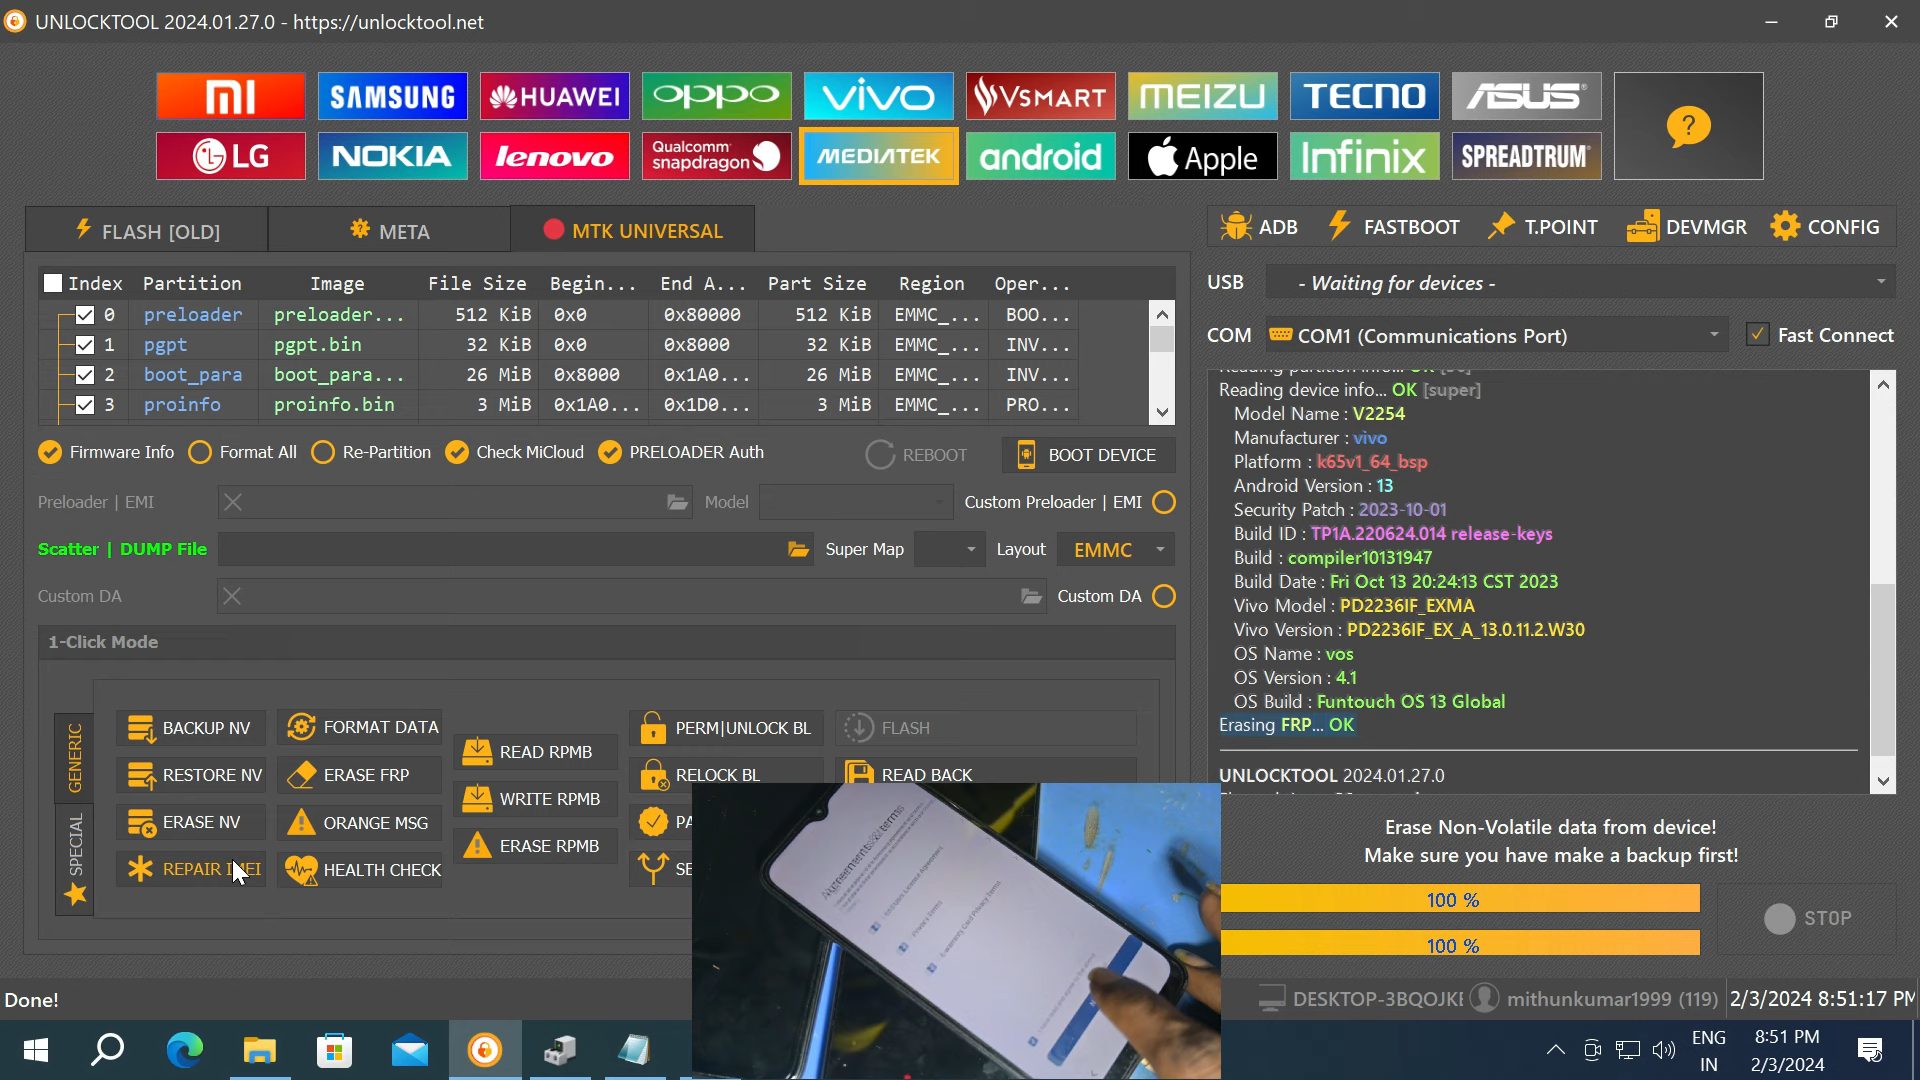 UNLOCKTOOL 2024.01.27.0 - https://unlocktool.net
mi SAMSUNG HUAWEI oppo vivo VSMART MEIZU TECNO ASUS ?
LG NOKIA lenovo Qualcomm snapdragon MEDIATEK android Apple Infinix SPREADTRUM
FLASH [OLD] META MTK UNIVERSAL
ADB FASTBOOT T.POINT DEVMGR CONFIG
Index Partition Image File Size Begin... End A... Part Size Region Oper...
0 preloader preloader... 512 KiB 0x0 0x80000 512 KiB EMMC_... BOO...
1 pgpt pgpt.bin 32 KiB 0x0 0x8000 32 KiB EMMC_... INV...
2 boot_para boot_para... 26 MiB 0x8000 0x1A0... 26 MiB EMMC_... INV...
3 proinfo proinfo.bin 3 MiB 0x1A0... 0x1D0... 3 MiB EMMC_... PRO...
Firmware Info Format All Re-Partition Check MiCloud PRELOADER Auth REBOOT BOOT DEVICE
Preloader | EMI Model Custom Preloader | EMI
Scatter | DUMP File Super Map Layout EMMC
Custom DA Custom DA
1-Click Mode
GENERIC
SPECIAL
BACKUP NV FORMAT DATA READ RPMB PERM|UNLOCK BL FLASH
RESTORE NV ERASE FRP WRITE RPMB RELOCK BL READ BACK
ERASE NV ORANGE MSG ERASE RPMB PA
REPAIR IMEI HEALTH CHECK SE
USB - Waiting for devices -
COM COM1 (Communications Port) Fast Connect
Reading device info... OK [super]
Model Name : V2254
Manufacturer : vivo
Platform : k65v1_64_bsp
Android Version : 13
Security Patch : 2023-10-01
Build ID : TP1A.220624.014 release-keys
Build : compiler10131947
Build Date : Fri Oct 13 20:24:13 CST 2023
Vivo Model : PD2236IF_EXMA
Vivo Version : PD2236IF_EX_A_13.0.11.2.W30
OS Name : vos
OS Version : 4.1
OS Build : Funtouch OS 13 Global
Erasing FRP... OK
UNLOCKTOOL 2024.01.27.0
Erase Non-Volatile data from device!
Make sure you have make a backup first!
100 %
100 %
STOP
Done!
DESKTOP-3BQOJKI mithunkumar1999 (119) 2/3/2024 8:51:17 PM
ENG
IN
8:51 PM
2/3/2024